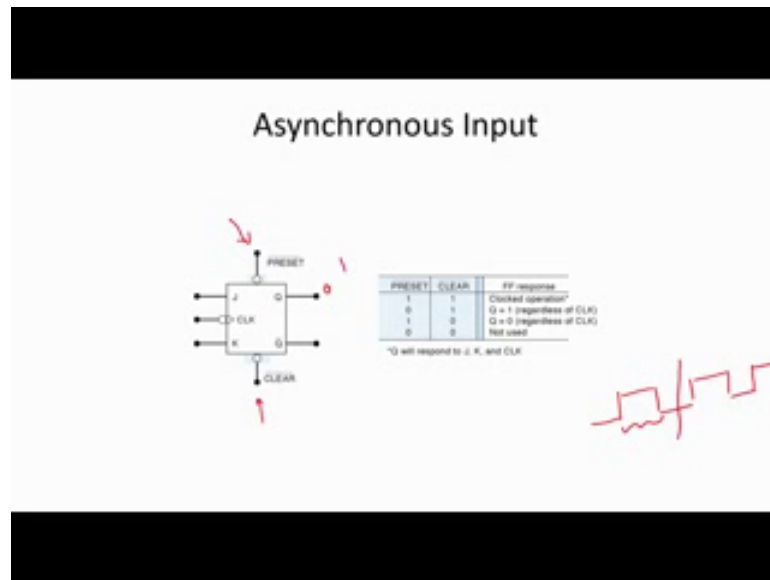 Asynchronous Input
PRESET
J Q
CLK
K Q
CLEAR
PRESET CLEAR FF response
1 1 Clocked operation*
0 1 Q = 1 (regardless of CLK)
1 0 Q = 0 (regardless of CLK)
0 0 Not used
*Q will respond to J, K, and CLK